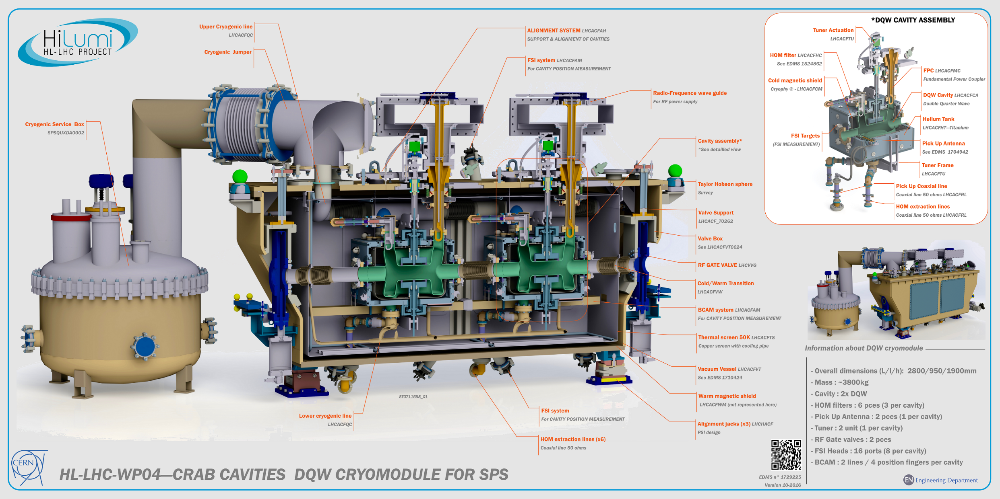 HiLumi
HL-LHC PROJECT
Upper Cryogenic line
LHCACFQC
Cryogenic Jumper
Cryogenic Service Box
SPSQUXDA0002
ALIGNMENT SYSTEM LHCACFAH
SUPPORT & ALIGNMENT OF CAVITIES
FSI system LHCACFAM
For CAVITY POSITION MEASUREMENT
Radio-Frequence wave guide
For RF power supply
Cavity assembly*
*See detailled view
Taylor Hobson sphere
Survey
Valve Support
LHCACF_T0262
Valve Box
See LHCACFVT0024
RF GATE VALVE LHCVVG
Cold/Warm Transition
LHCACFVW
BCAM system LHCACFAM
For CAVITY POSITION MEASUREMENT
Thermal screen 50K LHCACFTS
Copper screen with cooling pipe
Vacuum Vessel LHCACFVT
See EDMS 1710424
Warm magnetic shield
LHCACFWM (not represented here)
Alignment jacks (x3) LHCHACF
PSI design
ST0711598_01
Lower cryogenic line
LHCACFQC
FSI system
For CAVITY POSITION MEASUREMENT
HOM extraction lines (x6)
Coaxial line 50 ohms
*DQW CAVITY ASSEMBLY
Tuner Actuation
LHCACFTU
HOM filter LHCACFHC
See EDMS 1524862
Cold magnetic shield
Cryophy ® - LHCACFCM
FSI Targets
(FSI MEASUREMENT)
FPC LHCACFMC
Fundamental Power Coupler
DQW Cavity LHCACFCA
Double Quarter Wave
Helium Tank
LHCACFHT—Titanium
Pick Up Antenna
See EDMS 1704942
Tuner Frame
LHCACFTU
Pick Up Coaxial line
Coaxial line 50 ohms LHCACFRL
HOM extraction lines
Coaxial line 50 ohms LHCACFRL
Information about DQW cryomodule
- Overall dimensions (L/l/h): 2800/950/1900mm
- Mass : ~3800kg
- Cavity : 2x DQW
- HOM filters : 6 pces (3 per cavity)
- Pick Up Antenna : 2 pces (1 per cavity)
- Tuner : 2 unit (1 per cavity)
- RF Gate valves : 2 pces
- FSI Heads : 16 ports (8 per cavity)
- BCAM : 2 lines / 4 position fingers per cavity
CERN
HL-LHC-WP04—CRAB CAVITIES DQW CRYOMODULE FOR SPS
EDMS n° 1729225
Version 10-2016
EN Engineering Department